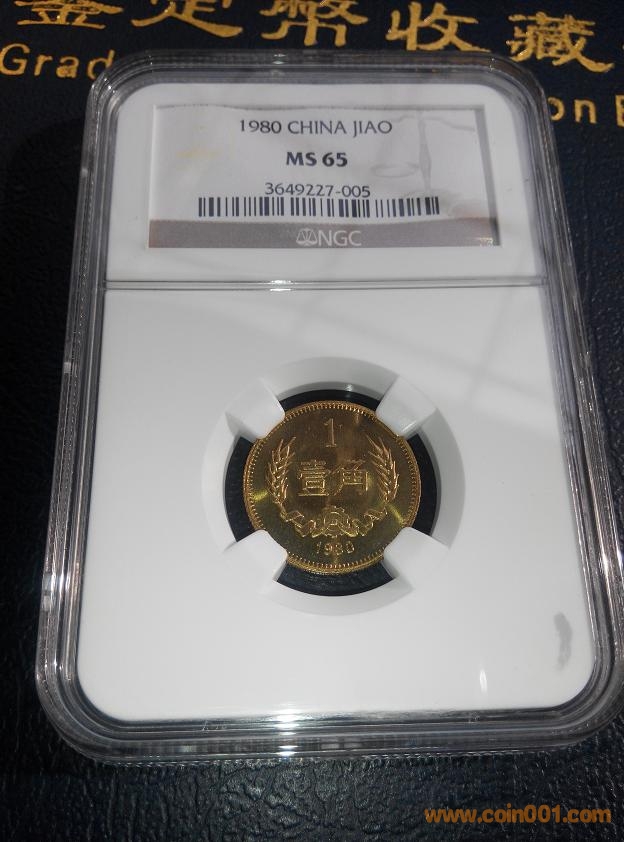 鉴定币收藏
Grad
on E
1980 CHINA JIAO
MS 65
3649227-005
NGC
1
壹角
1980
www.coin001.com